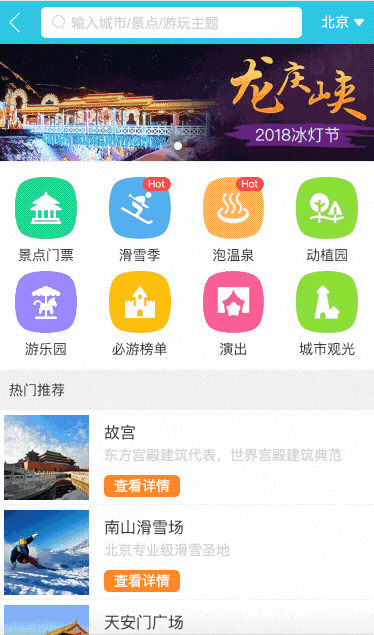 输入城市/景点/游玩主题
北京
龙庆峡
2018冰灯节
Hot
Hot
景点门票
滑雪季
泡温泉
动植园
游乐园
必游榜单
演出
城市观光
热门推荐
故宫
东方宫殿建筑代表，世界宫殿建筑典范
查看详情
南山滑雪场
北京专业级滑雪圣地
查看详情
天安门广场